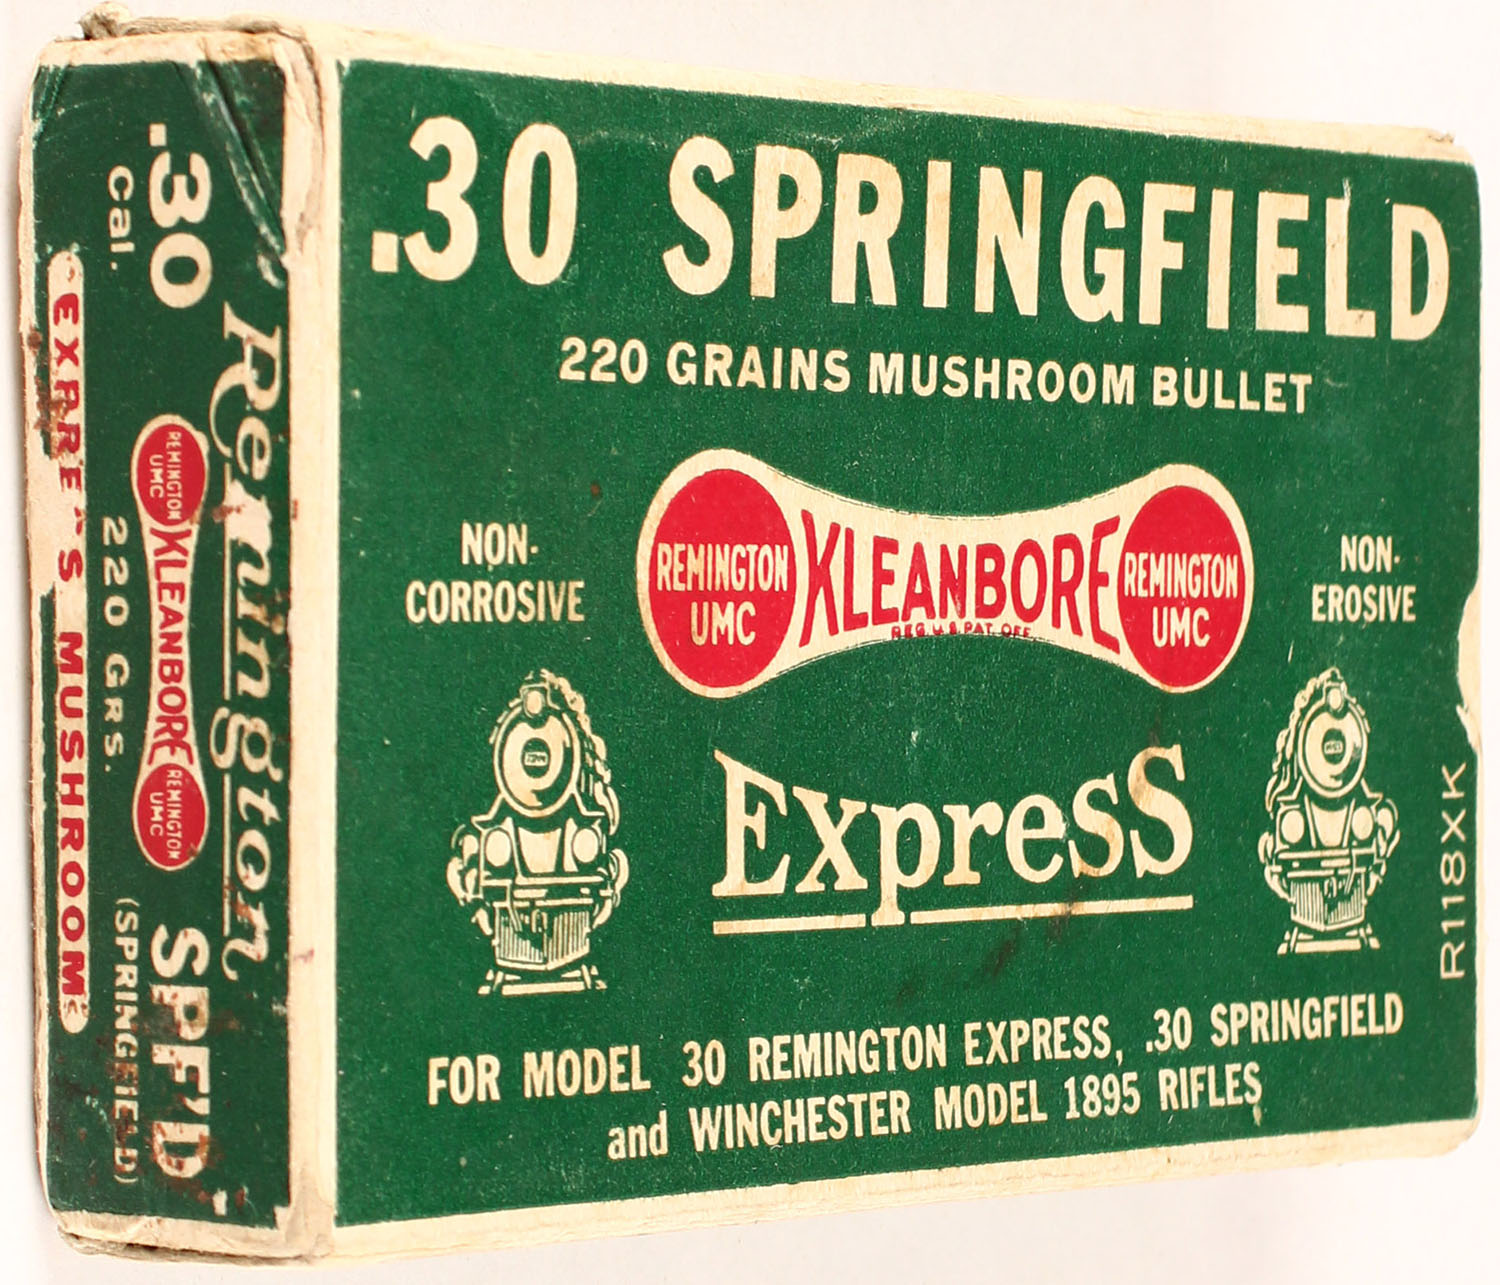 .30 SPRINGFIELD
220 GRAINS MUSHROOM BULLET
NON-
CORROSIVE
REMINGTON
UMC
KLEANBORE
REG. U.S. PAT. OFF.
REMINGTON
UMC
NON-
EROSIVE
Express
FOR MODEL 30 REMINGTON EXPRESS, .30 SPRINGFIELD
and WINCHESTER MODEL 1895 RIFLES
R118XK
Remington
.30 SPF'D
Cal. (SPRINGFIELD)
REMINGTON
UMC
KLEANBORE
REMINGTON
UMC
220 Grs.
MUSHROOM